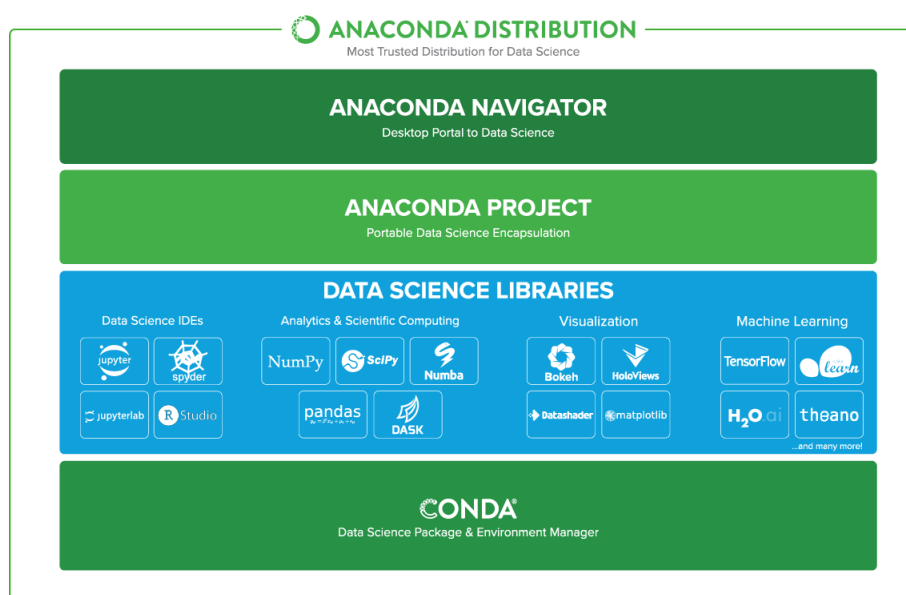 ANACONDA DISTRIBUTION
Most Trusted Distribution for Data Science
ANACONDA NAVIGATOR
Desktop Portal to Data Science
ANACONDA PROJECT
Portable Data Science Encapsulation
DATA SCIENCE LIBRARIES
Data Science IDEs
jupyter
spyder
jupyterlab
R Studio
Analytics & Scientific Computing
NumPy
SciPy
Numba
pandas
DASK
Visualization
Bokeh
HoloViews
Datashader
matplotlib
Machine Learning
TensorFlow
learn
H2O.ai
theano
...and many more!
CONDA®
Data Science Package & Environment Manager